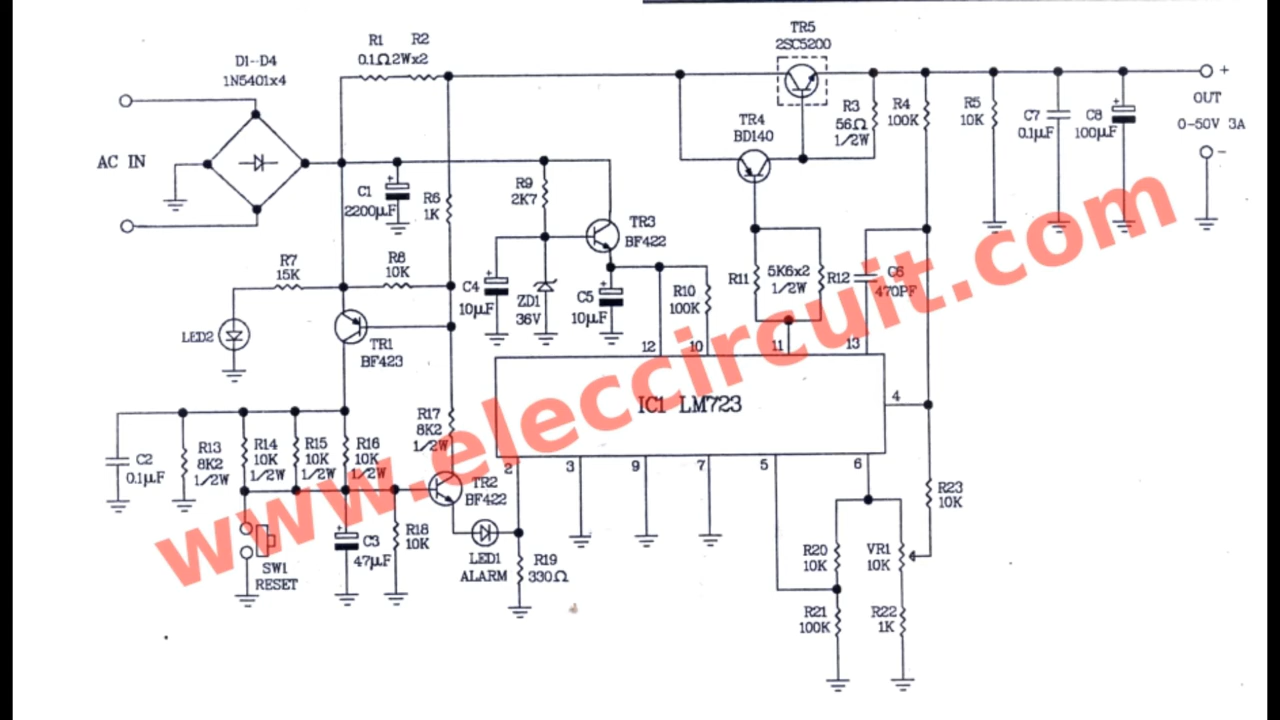 TR5
2SC5200
R1 R2
0.1Ω2Wx2
D1--D4
1N5401x4
AC IN
C1
2200µF
R6
1K
R9
2K7
TR3
BF422
TR4
BD140
R3
56Ω
1/2W
R4
100K
R5
10K
C7
0.1µF
C8
100µF
+
OUT
0-50V 3A
-
R7
15K
R8
10K
LED2
TR1
BF423
C4
10µF
ZD1
36V
C5
10µF
R10
100K
R11
5K6x2
1/2W
R12
C6
470PF
12
10
11
13
IC1 LM723
4
2
3
9
7
5
6
C2
0.1µF
R13
8K2
1/2W
R14
10K
1/2W
R15
10K
1/2W
R16
10K
1/2W
R17
8K2
1/2W
TR2
BF422
SW1
RESET
C3
47µF
R18
10K
LED1
ALARM
R19
330Ω
R20
10K
VR1
10K
R23
10K
R21
100K
R22
1K
www.eleccircuit.com